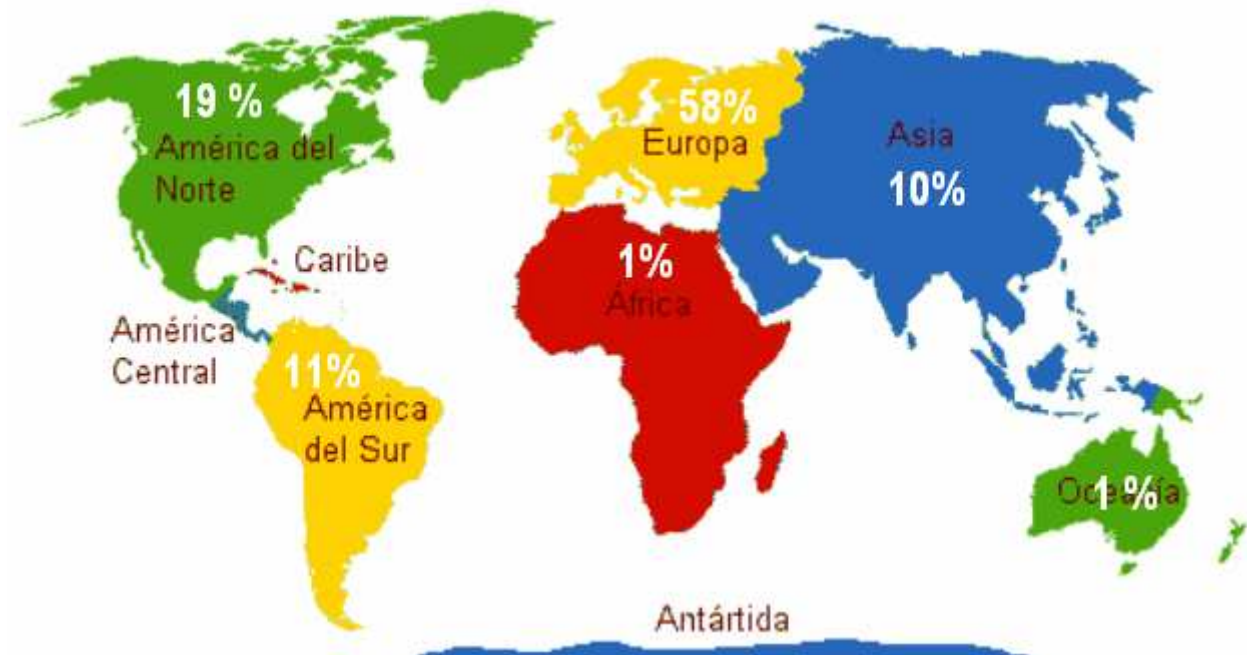 19 %
América del
Norte
58%
Europa
Asia
10%
Caribe
1%
África
América
Central
11%
América
del Sur
Oceanía
1 %
Antártida